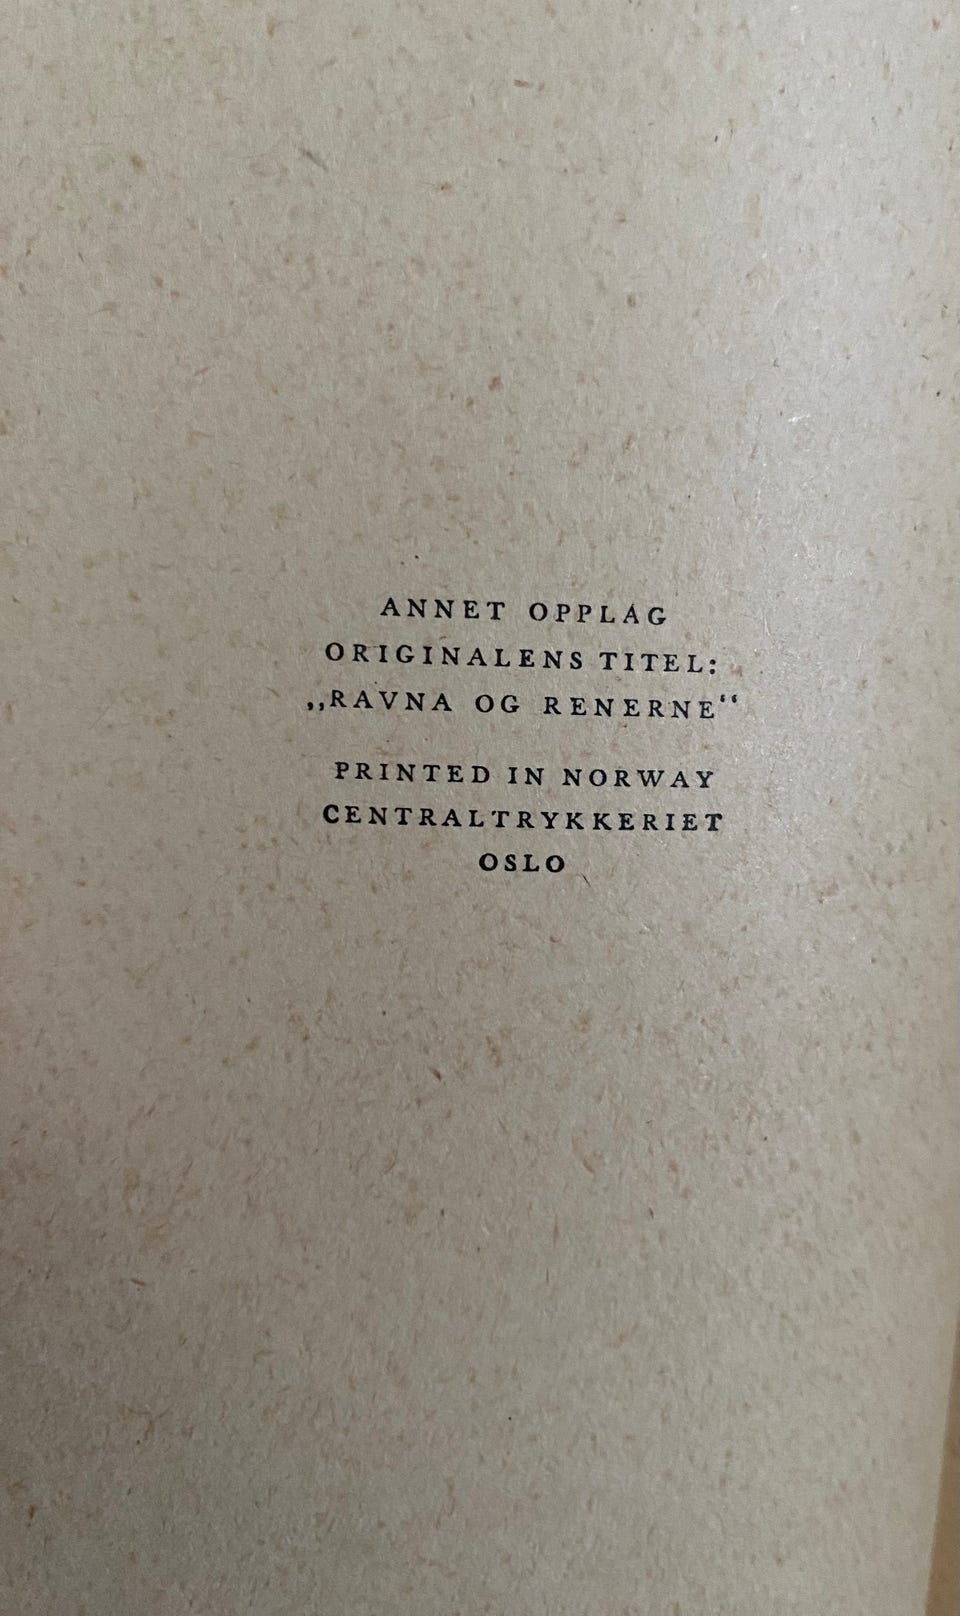 ANNET OPPLAG
ORIGINALENS TITEL:
„RAVNA OG RENERNE“
PRINTED IN NORWAY
CENTRALTRYKKERIET
OSLO